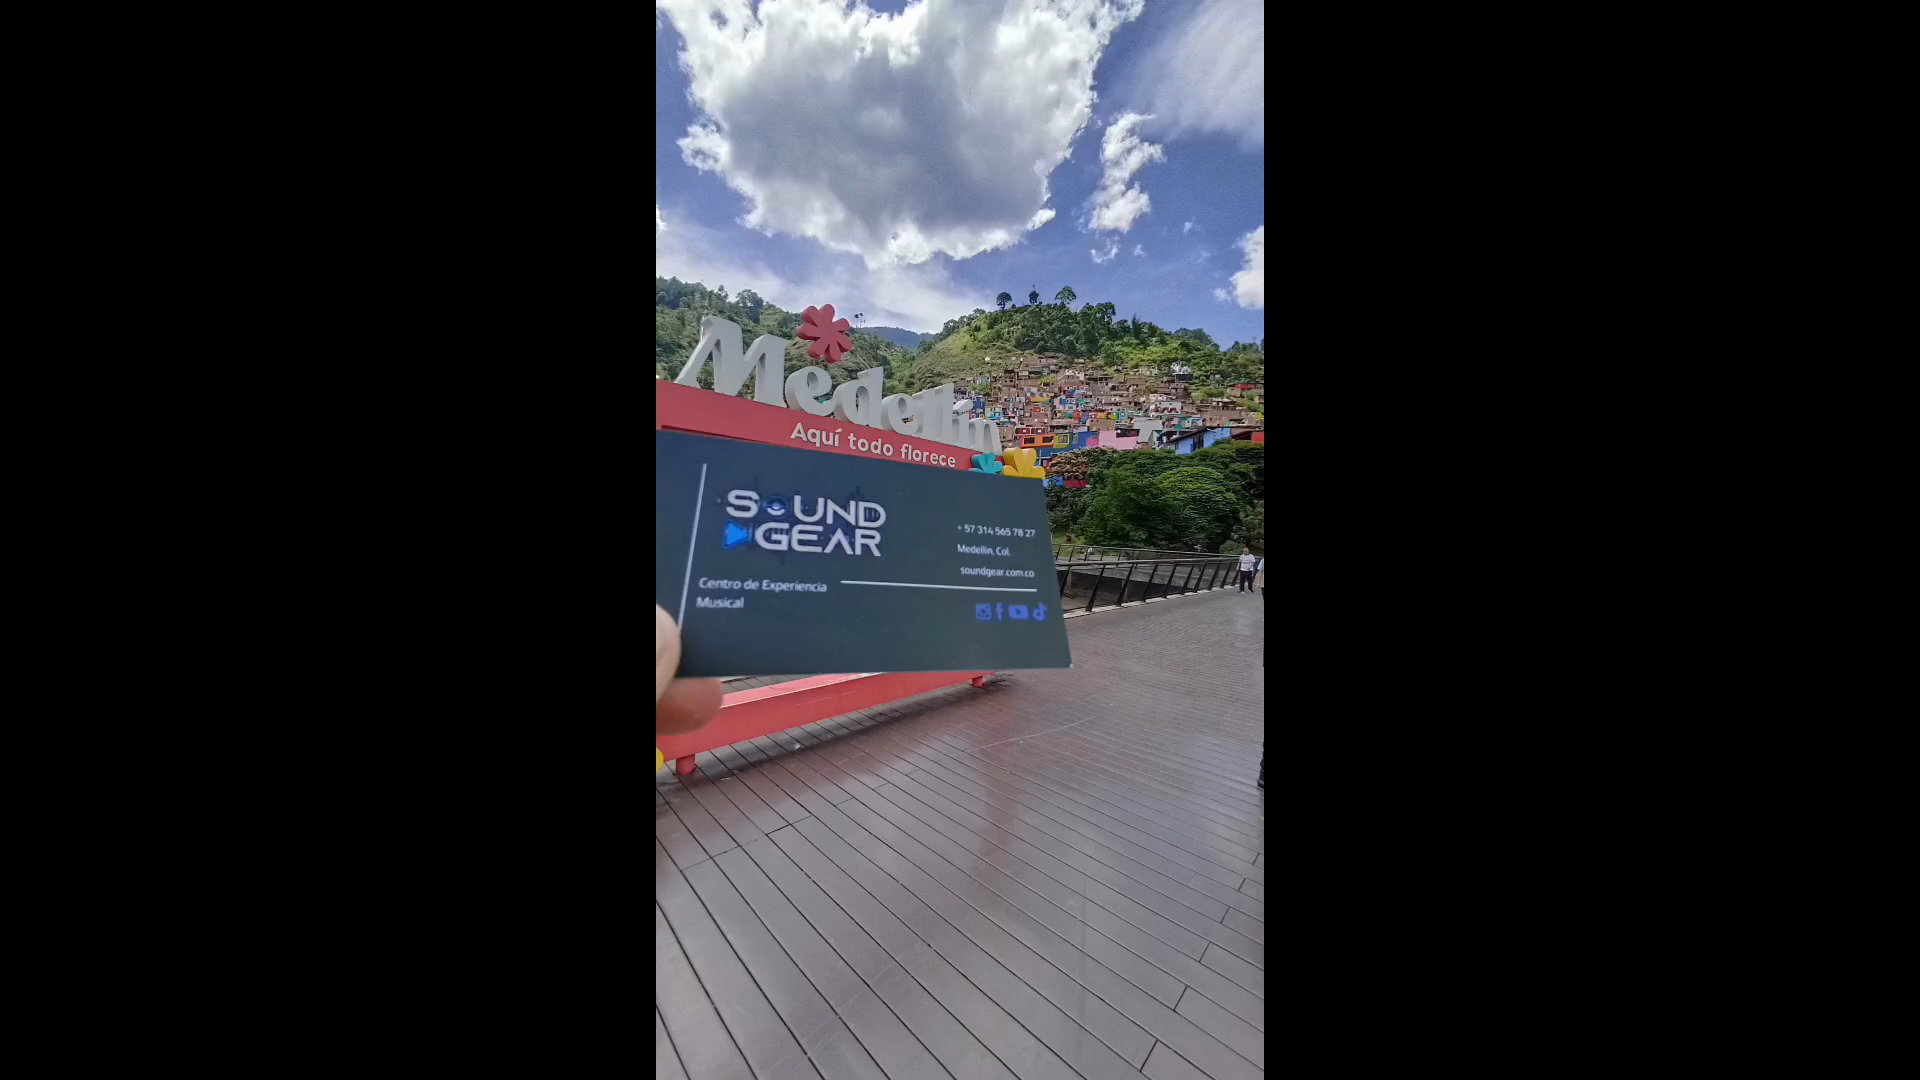 Medellín
Aquí todo florece
SOUND
GEAR
Centro de Experiencia
Musical
+ 57 314 565 78 27
Medellin, Col.
soundgear.com.co